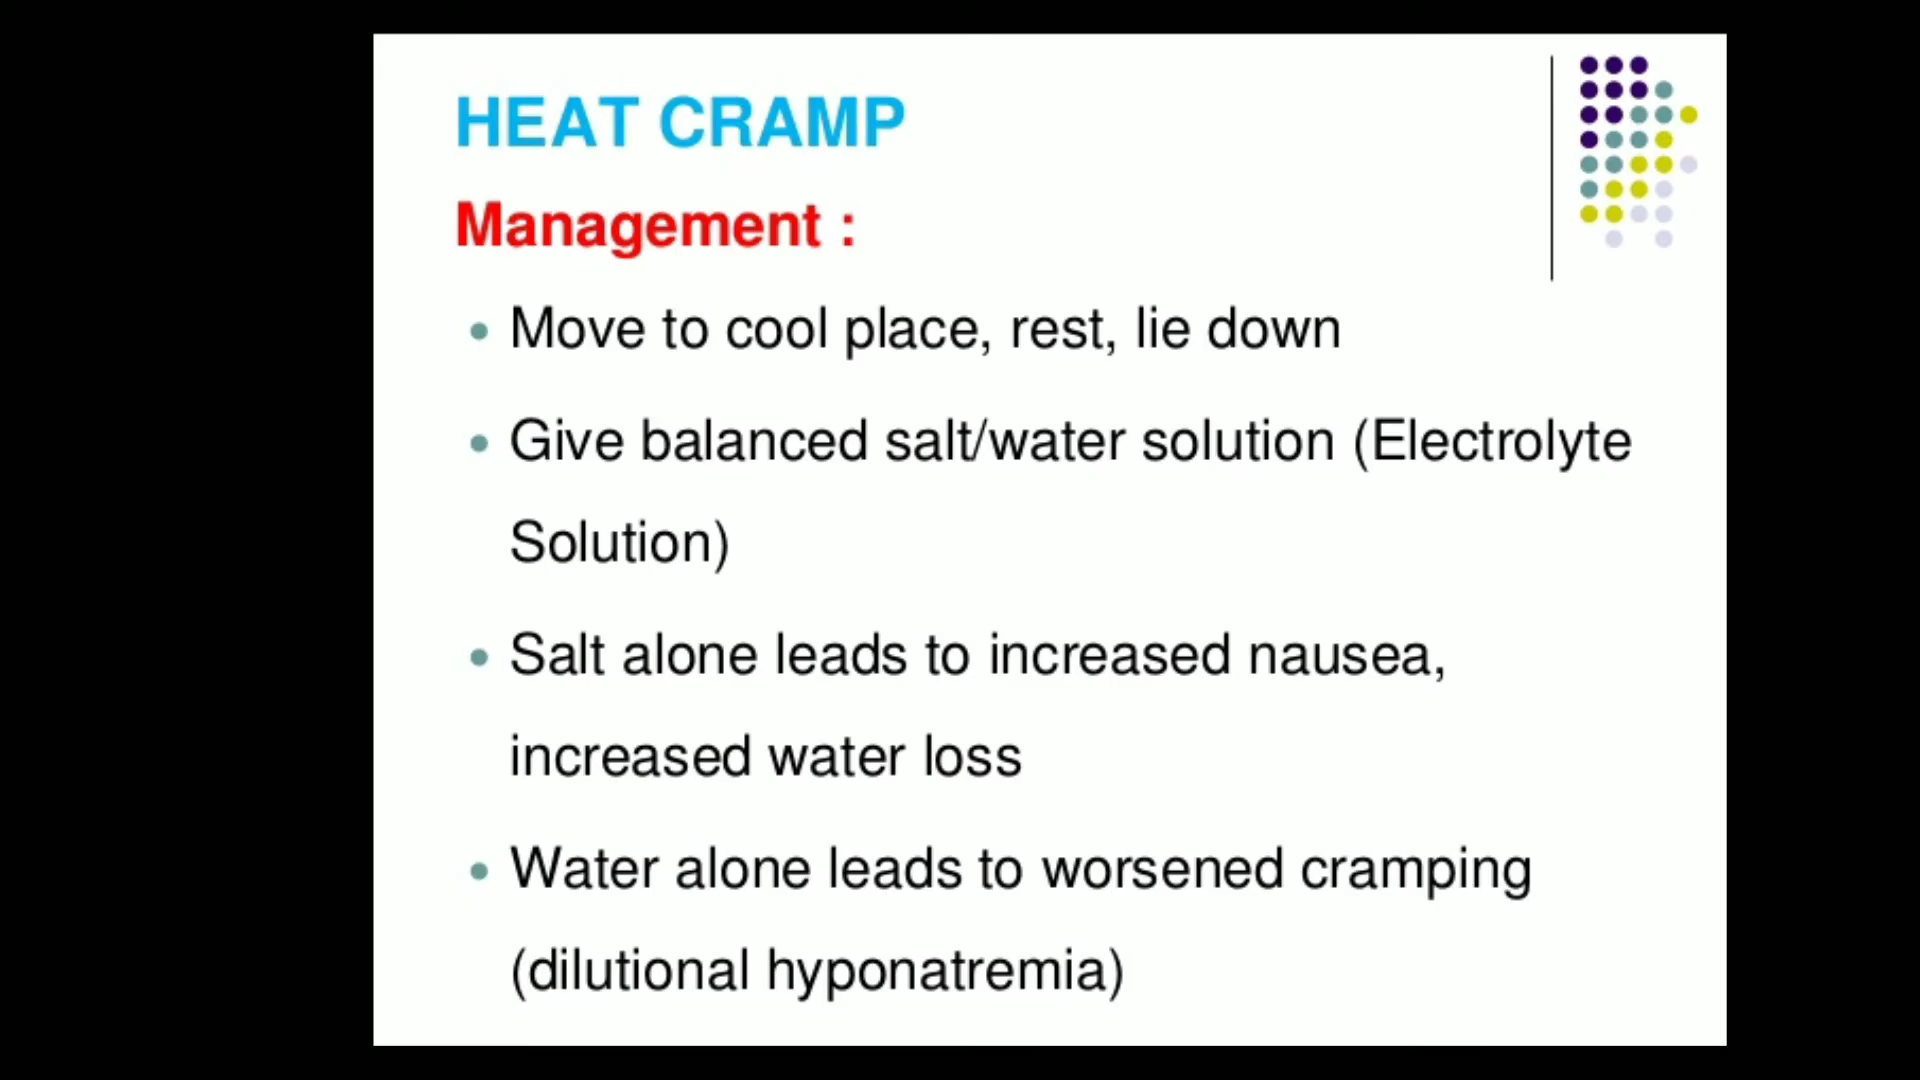 HEAT CRAMP
Management :
• Move to cool place, rest, lie down
• Give balanced salt/water solution (Electrolyte
Solution)
• Salt alone leads to increased nausea,
increased water loss
• Water alone leads to worsened cramping
(dilutional hyponatremia)